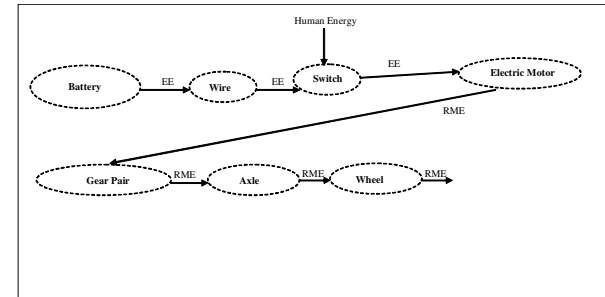 Human Energy
Battery
EE
Wire
EE
Switch
EE
Electric Motor
RME
Gear Pair
RME
Axle
RME
Wheel
RME